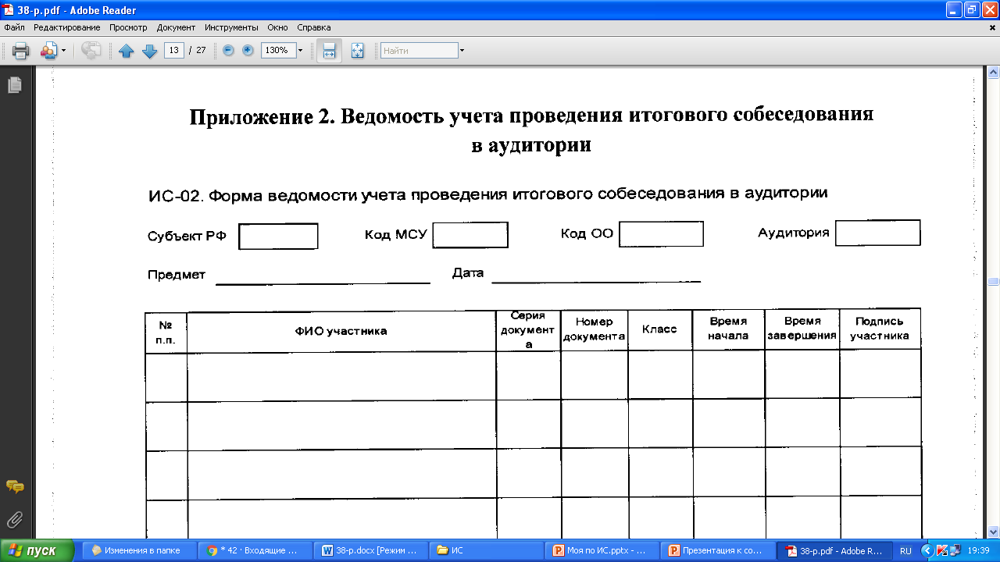 38-р.pdf - Adobe Reader
Файл Редактирование Просмотр Документ Инструменты Окно Справка
13 / 27 130% Найти
Приложение 2. Ведомость учета проведения итогового собеседования
в аудитории
ИС-02. Форма ведомости учета проведения итогового собеседования в аудитории
Субъект РФ Код МСУ Код ОО Аудитория
Предмет Дата
№ п.п. ФИО участника Серия документ а Номер документа Класс Время начала Время завершения Подпись участника
пуск Изменения в папке * 42 · Входящие ... 38-р.docx [Режим ... ИС Моя по ИС.pptx - ... Презентация к со... 38-р.pdf - Adobe R... RU 19:39